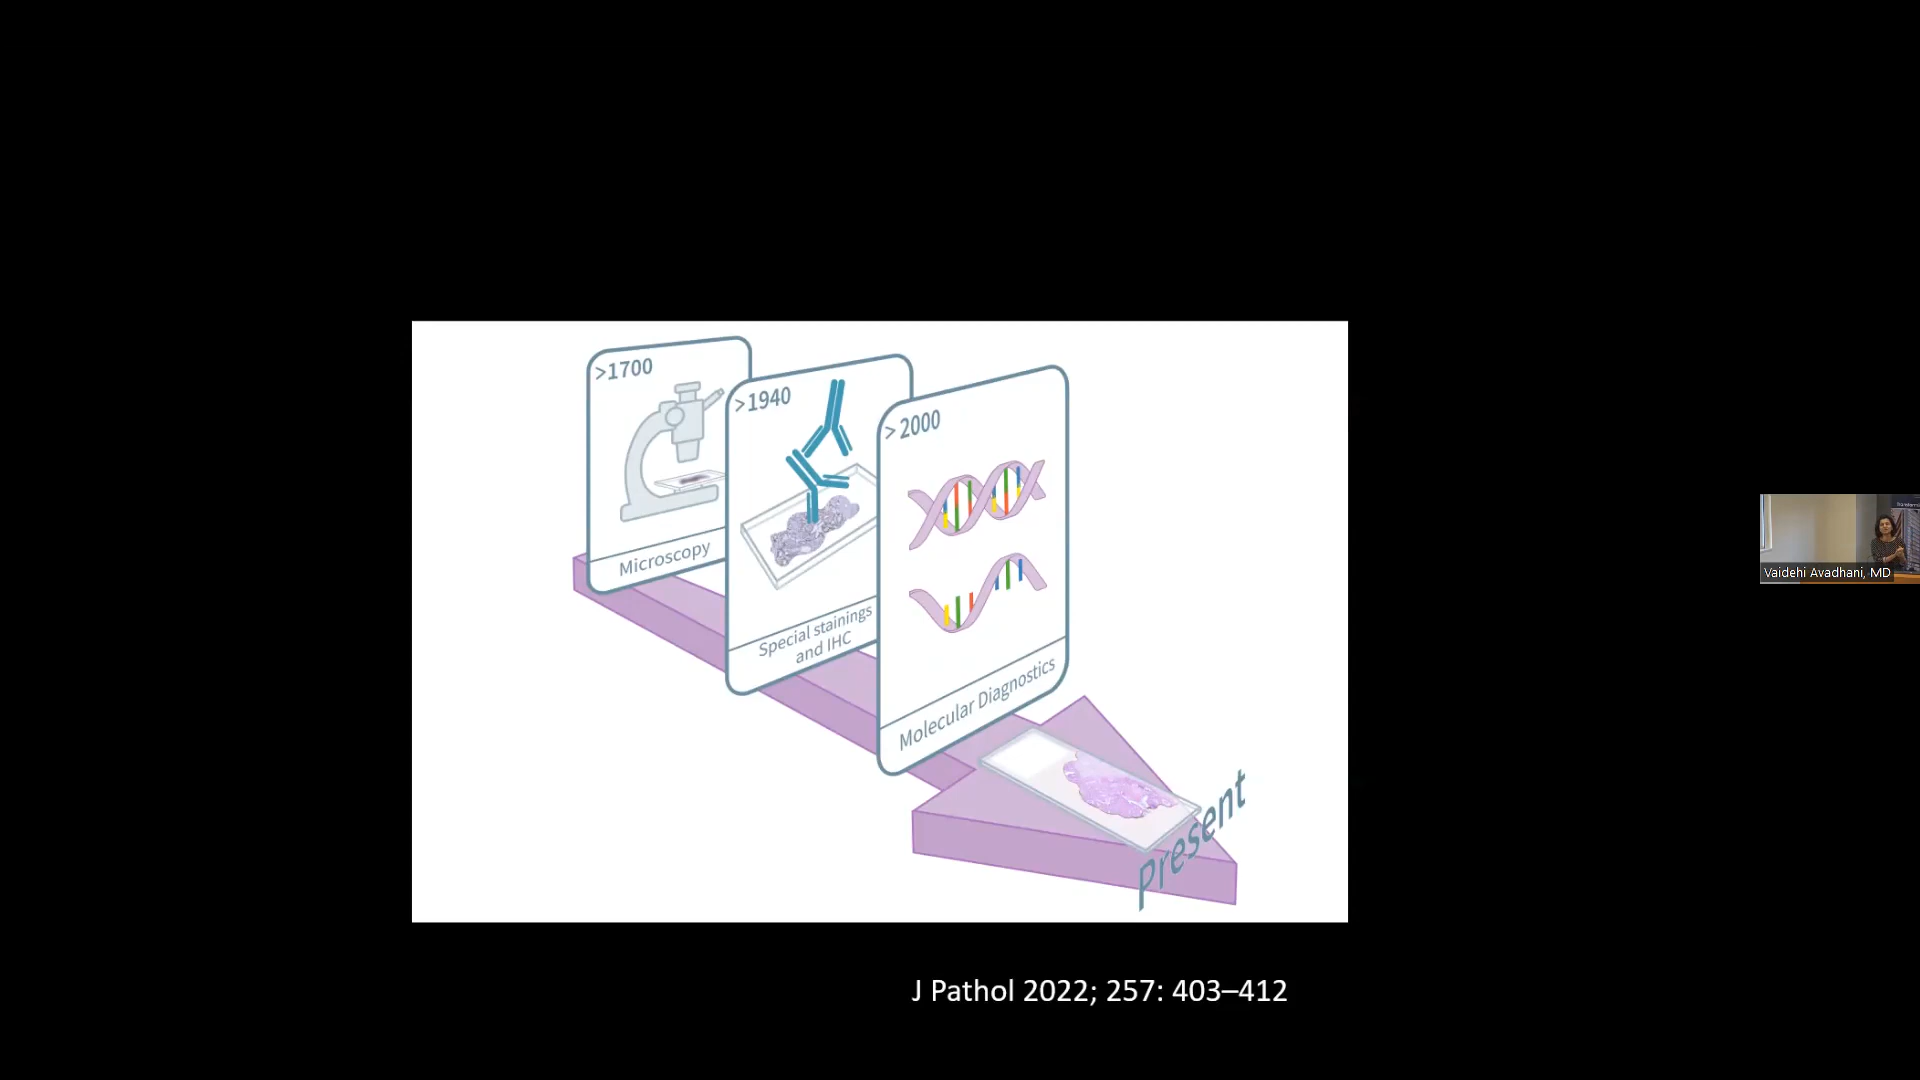 >1700
Microscopy
>1940
Special stainings
and IHC
> 2000
Molecular Diagnostics
Present
J Pathol 2022; 257: 403–412
Vaidehi Avadhani, MD